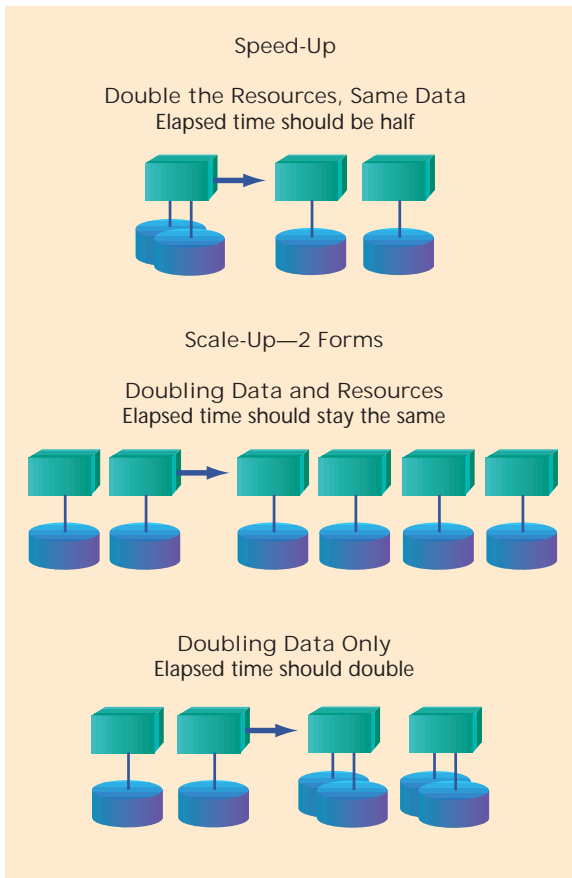 Speed-Up
Double the Resources, Same Data
Elapsed time should be half
Scale-Up—2 Forms
Doubling Data and Resources
Elapsed time should stay the same
Doubling Data Only
Elapsed time should double